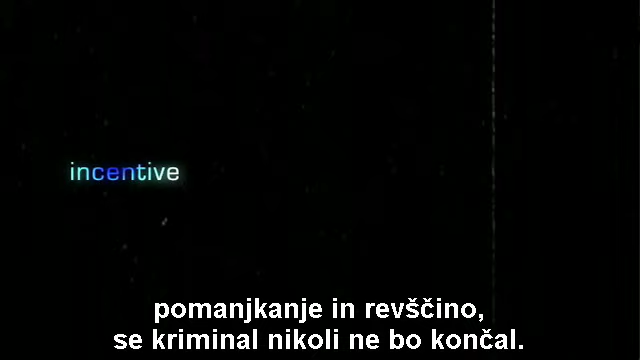 incentive
pomanjkanje in revščino,
se kriminal nikoli ne bo končal.